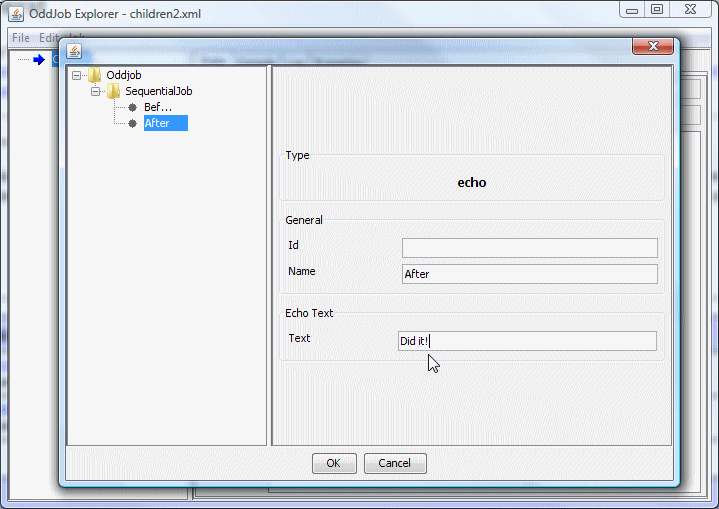 OddJob Explorer - children2.xml
File Edit Job
Oddjob
SequentialJob
Bef...
After
Type
echo
General
Id
Name After
Echo Text
Text Did it!
OK Cancel